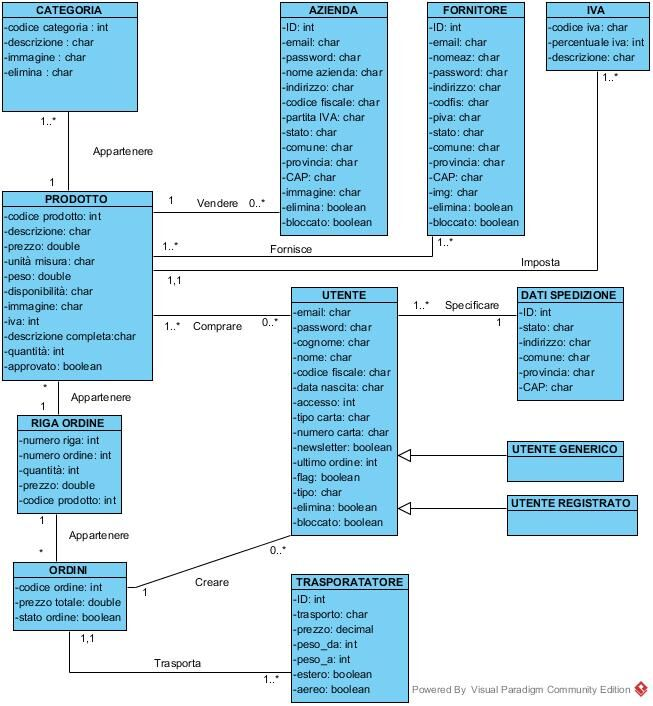 CATEGORIA
-codice categoria : int
-descrizione : char
-immagine : char
-elimina : char
1..*
Appartenere
1
AZIENDA
-ID: int
-email: char
-password: char
-nome azienda: char
-indirizzo: char
-codice fiscale: char
-partita IVA: char
-stato: char
-comune: char
-provincia: char
-CAP: char
-immagine: char
-elimina: boolean
-bloccato: boolean
FORNITORE
-ID: int
-email: char
-nomeaz: char
-password: char
-indirizzo: char
-codfis: char
-piva: char
-stato: char
-comune: char
-provincia: char
-CAP: char
-img: char
-elimina: boolean
-bloccato: boolean
IVA
-codice iva: char
-percentuale iva: int
-descrizione: char
1..*
PRODOTTO
-codice prodotto: int
-descrizione: char
-prezzo: double
-unità misura: char
-peso: double
-disponibilità: char
-immagine: char
-iva: int
-descrizione completa:char
-quantità: int
-approvato: boolean
1
Vendere
0..*
1..*
Fornisce
1..*
1,1
Imposta
1..*
Comprare
0..*
UTENTE
-email: char
-password: char
-cognome: char
-nome: char
-codice fiscale: char
-data nascita: char
-accesso: int
-tipo carta: char
-numero carta: char
-newsletter: boolean
-ultimo ordine: int
-flag: boolean
-tipo: char
-elimina: boolean
-bloccato: boolean
1..*
Specificare
1
DATI SPEDIZIONE
-ID: int
-stato: char
-indirizzo: char
-comune: char
-provincia: char
-CAP: char
*
Appartenere
1
RIGA ORDINE
-numero riga: int
-numero ordine: int
-quantità: int
-prezzo: double
-codice prodotto: int
UTENTE GENERICO
UTENTE REGISTRATO
1
Appartenere
*
0..*
Creare
1
ORDINI
-codice ordine: int
-prezzo totale: double
-stato ordine: boolean
1,1
Trasporta
1..*
TRASPORATATORE
-ID: int
-trasporto: char
-prezzo: decimal
-peso_da: int
-peso_a: int
-estero: boolean
-aereo: boolean
Powered By Visual Paradigm Community Edition